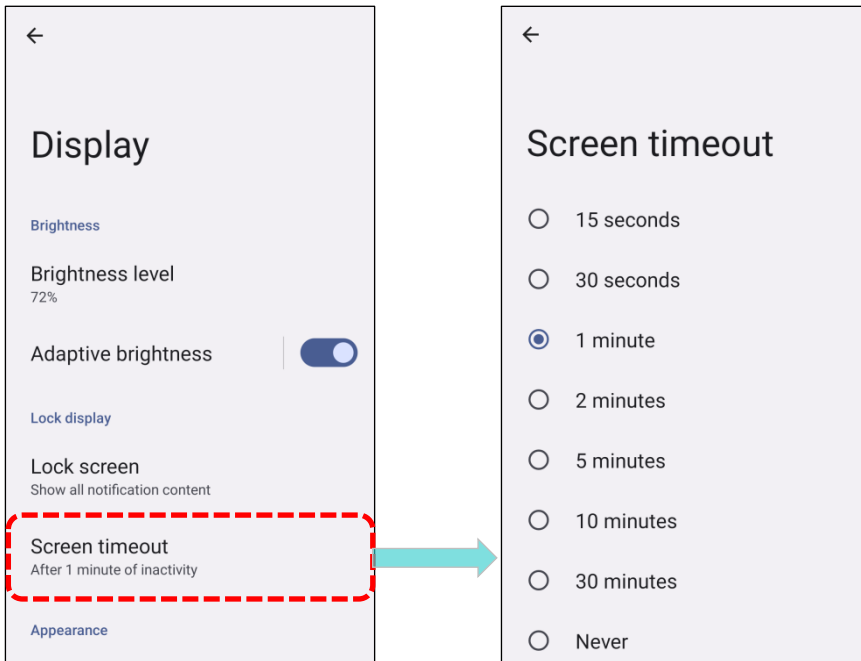 Display
Brightness
Brightness level
72%
Adaptive brightness
Lock display
Lock screen
Show all notification content
Screen timeout
After 1 minute of inactivity
Appearance
Screen timeout
15 seconds
30 seconds
1 minute
2 minutes
5 minutes
10 minutes
30 minutes
Never